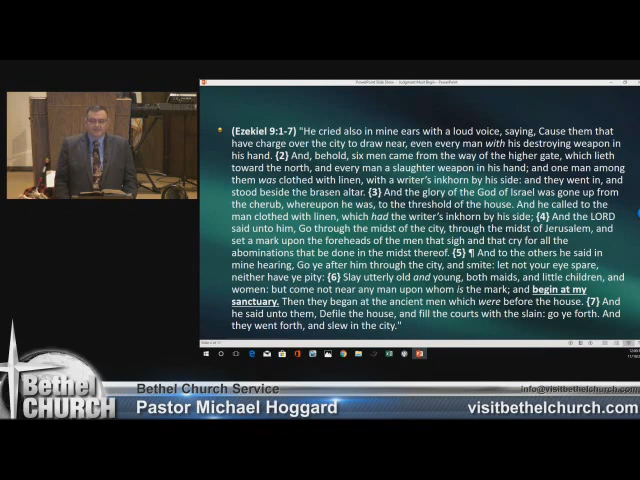 PowerPoint Slide Show - Judgment Must Begin - PowerPoint
(Ezekiel 9:1-7) "He cried also in mine ears with a loud voice, saying, Cause them that
have charge over the city to draw near, even every man with his destroying weapon in
his hand. {2} And, behold, six men came from the way of the higher gate, which lieth
toward the north, and every man a slaughter weapon in his hand; and one man among
them was clothed with linen, with a writer's inkhorn by his side: and they went in, and
stood beside the brasen altar. {3} And the glory of the God of Israel was gone up from
the cherub, whereupon he was, to the threshold of the house. And he called to the
man clothed with linen, which had the writer's inkhorn by his side; {4} And the LORD
said unto him, Go through the midst of the city, through the midst of Jerusalem, and
set a mark upon the foreheads of the men that sigh and that cry for all the
abominations that be done in the midst thereof. {5} ¶ And to the others he said in
mine hearing, Go ye after him through the city, and smite: let not your eye spare,
neither have ye pity: {6} Slay utterly old and young, both maids, and little children, and
women: but come not near any man upon whom is the mark; and begin at my
sanctuary. Then they began at the ancient men which were before the house. {7} And
he said unto them, Defile the house, and fill the courts with the slain: go ye forth. And
they went forth, and slew in the city."
Bethel
CHURCH
Bethel Church Service
info@visitbethelchurch.com
Pastor Michael Hoggard
visitbethelchurch.com